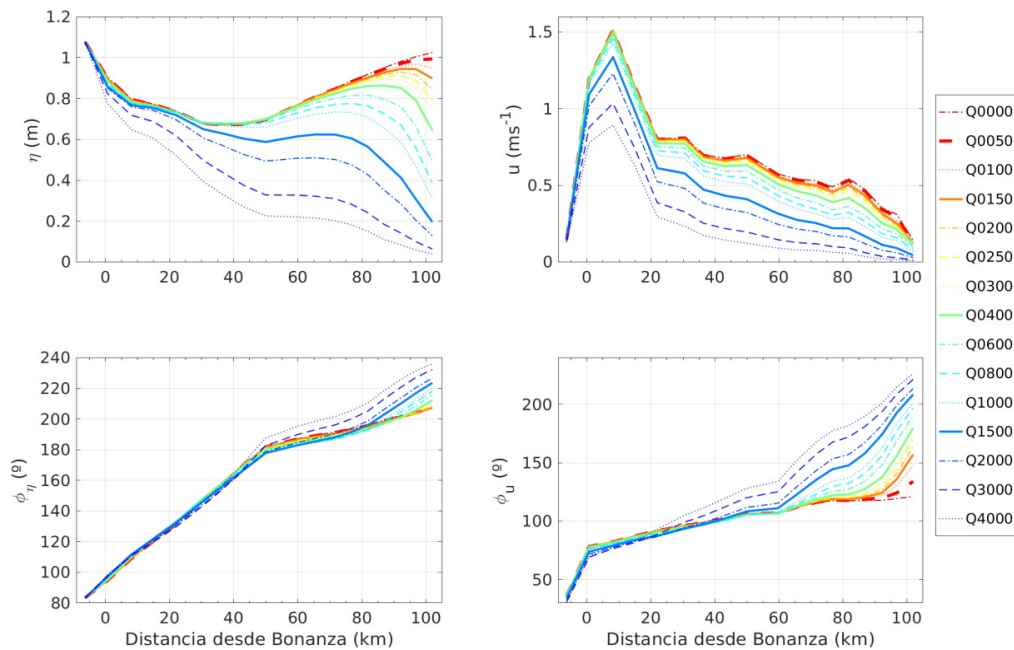 1.2
1
0.8
0.6
0.4
0.2
0
η (m)
0 20 40 60 80 100
1.5
1
0.5
0
u (ms-1)
0 20 40 60 80 100
240
220
200
180
160
140
120
100
80
ϕη (º)
0 20 40 60 80 100
Distancia desde Bonanza (km)
200
150
100
50
ϕu (º)
0 20 40 60 80 100
Distancia desde Bonanza (km)
Q0000
Q0050
Q0100
Q0150
Q0200
Q0250
Q0300
Q0400
Q0600
Q0800
Q1000
Q1500
Q2000
Q3000
Q4000